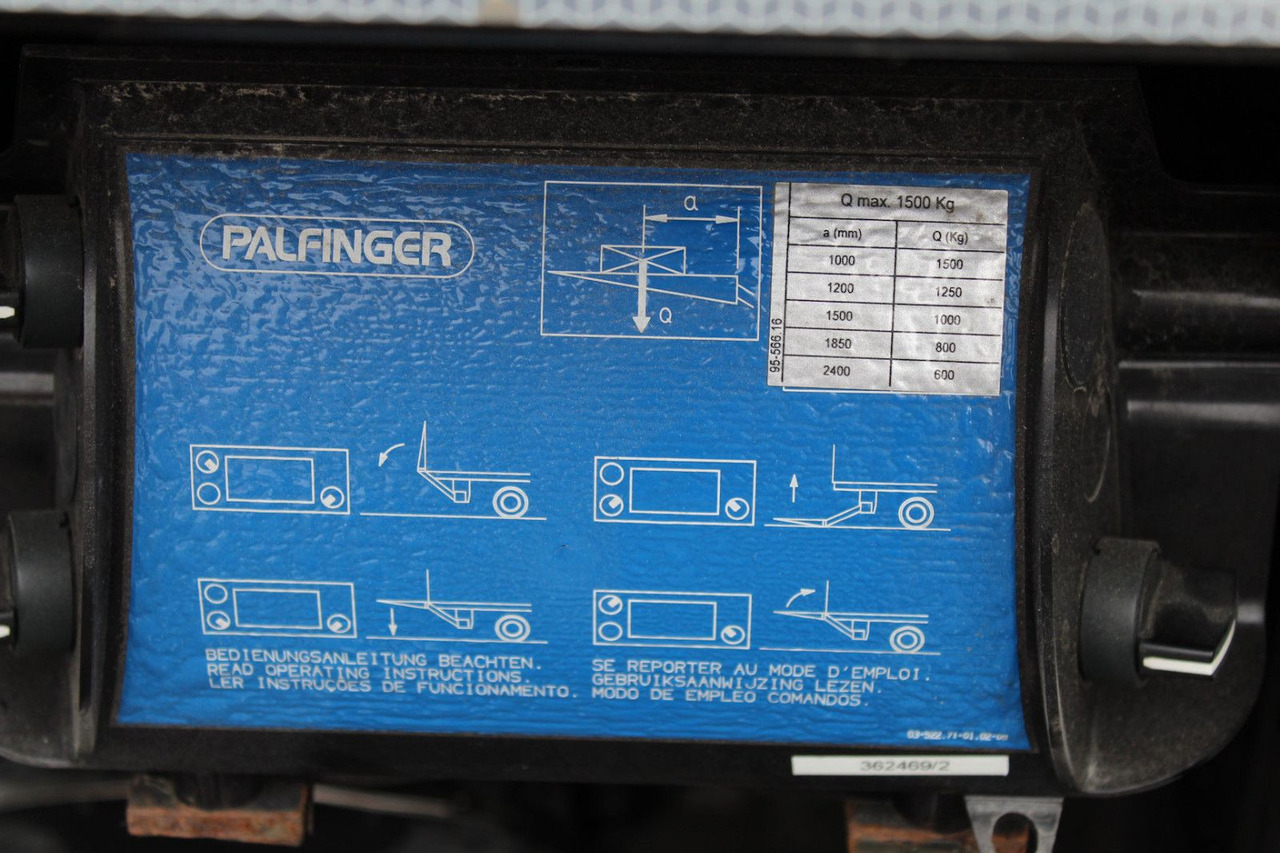 PALFINGER
a
Q
Q max. 1500 Kg
a (mm) Q (Kg)
1000 1500
1200 1250
1500 1000
1850 800
2400 600
95-566.16
BEDIENUNGSANLEITUNG BEACHTEN.
READ OPERATING INSTRUCTIONS.
LER INSTRUÇOES DE FUNCIONAMENTO.
SE REPORTER AU MODE D'EMPLOI.
GEBRUIKSAANWIJZING LEZEN.
MODO DE EMPLEO COMANDOS.
362469/2